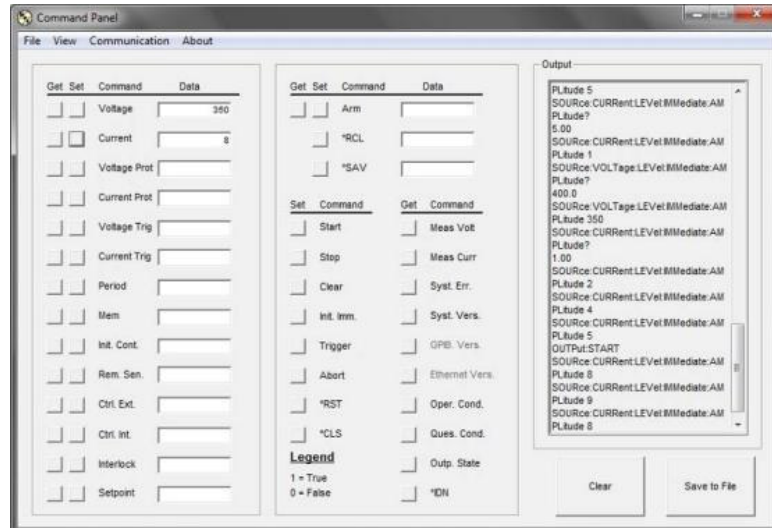 Command Panel
File View Communication About
Get Set Command Data
Voltage 350
Current 8
Voltage Prot
Current Prot
Voltage Trig
Current Trig
Period
Mem
Init. Cont.
Rem. Sen.
Ctrl. Ext.
Ctrl. Int.
Interlock
Setpoint
Get Set Command Data
Arm
*RCL
*SAV
Set Command
Start
Stop
Clear
Init. Imm.
Trigger
Abort
*RST
*CLS
Legend
1 = True
0 = False
Get Command
Meas Volt
Meas Curr
Syst. Err.
Syst. Vers.
GPIB. Vers.
Ethernet Vers.
Oper. Cond.
Ques. Cond.
Outp. State
*IDN
Output
PLitude 5
SOURce:CURRent:LEVel:IMMediate:AM
PLitude?
5.00
SOURce:CURRent:LEVel:IMMediate:AM
PLitude 1
SOURce:VOLTage:LEVel:IMMediate:AM
PLitude?
400.0
SOURce:VOLTage:LEVel:IMMediate:AM
PLitude 350
SOURce:CURRent:LEVel:IMMediate:AM
PLitude?
1.00
SOURce:CURRent:LEVel:IMMediate:AM
PLitude 2
SOURce:CURRent:LEVel:IMMediate:AM
PLitude 4
SOURce:CURRent:LEVel:IMMediate:AM
PLitude 5
OUTPut:START
SOURce:CURRent:LEVel:IMMediate:AM
PLitude 8
SOURce:CURRent:LEVel:IMMediate:AM
PLitude 9
SOURce:CURRent:LEVel:IMMediate:AM
PLitude 8
Clear
Save to File